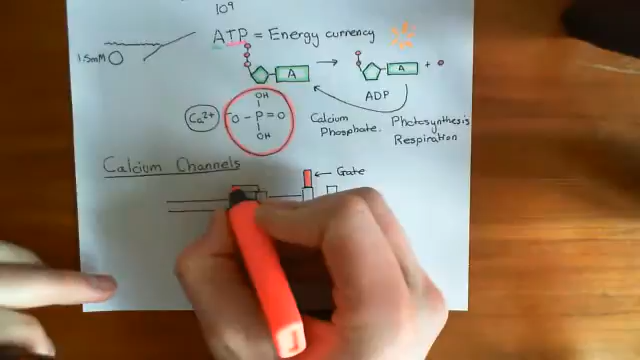 10⁹
ATP = Energy currency
1.5mM
A
A
+
ADP
Ca²⁺
OH
⁻O - P = O
OH
Calcium
Phosphate.
Photosynthesis
Respiration
Calcium Channels
Gate